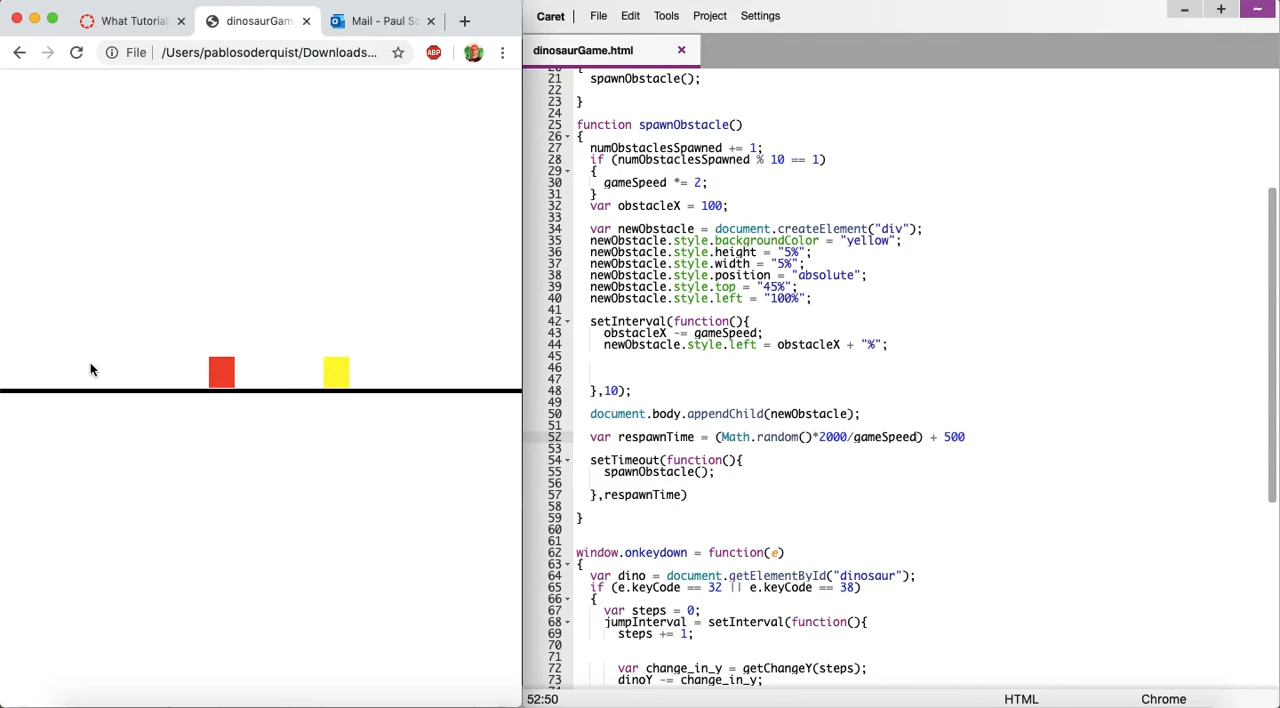 What Tutorial
dinosaurGam
Mail - Paul So
File
/Users/pablosoderquist/Downloads...
ABP
Caret
File
Edit
Tools
Project
Settings
dinosaurGame.html
21 spawnObstacle();
22
23 }
24
25 function spawnObstacle()
26 {
27 numObstaclesSpawned += 1;
28 if (numObstaclesSpawned % 10 == 1)
29 {
30 gameSpeed *= 2;
31 }
32 var obstacleX = 100;
33
34 var newObstacle = document.createElement("div");
35 newObstacle.style.backgroundColor = "yellow";
36 newObstacle.style.height = "5%";
37 newObstacle.style.width = "5%";
38 newObstacle.style.position = "absolute";
39 newObstacle.style.top = "45%";
40 newObstacle.style.left = "100%";
41
42 setInterval(function(){
43 obstacleX -= gameSpeed;
44 newObstacle.style.left = obstacleX + "%";
45
46
47
48 },10);
49
50 document.body.appendChild(newObstacle);
51
52 var respawnTime = (Math.random()*2000/gameSpeed) + 500
53
54 setTimeout(function(){
55 spawnObstacle();
56
57 },respawnTime)
58
59 }
60
61
62 window.onkeydown = function(e)
63 {
64 var dino = document.getElementById("dinosaur");
65 if (e.keyCode == 32 || e.keyCode == 38)
66 {
67 var steps = 0;
68 jumpInterval = setInterval(function(){
69 steps += 1;
70
71
72 var change_in_y = getChangeY(steps);
73 dinoY -= change_in_y;
52:50
HTML
Chrome